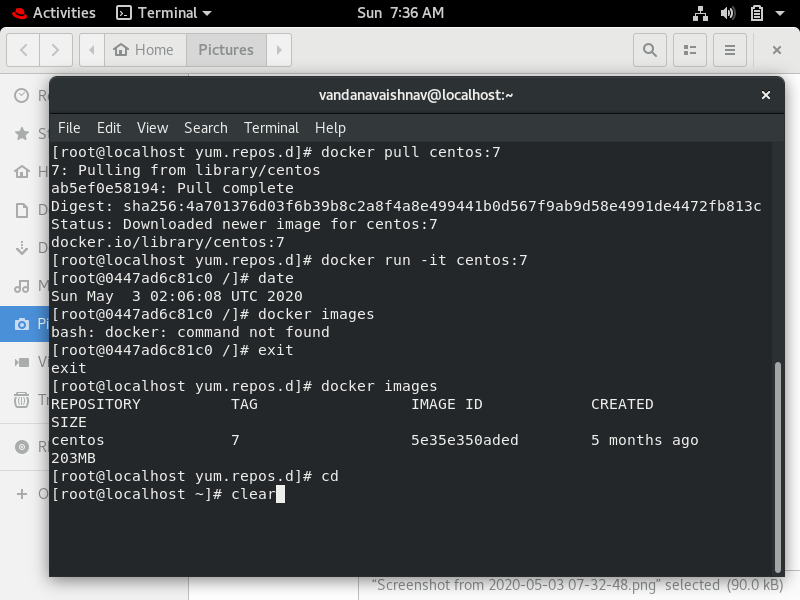 Activities
Terminal
Sun 7:36 AM
Home
Pictures
vandanavaishnav@localhost:~
File Edit View Search Terminal Help
[root@localhost yum.repos.d]# docker pull centos:7
7: Pulling from library/centos
ab5ef0e58194: Pull complete
Digest: sha256:4a701376d03f6b39b8c2a8f4a8e499441b0d567f9ab9d58e4991de4472fb813c
Status: Downloaded newer image for centos:7
docker.io/library/centos:7
[root@localhost yum.repos.d]# docker run -it centos:7
[root@0447ad6c81c0 /]# date
Sun May  3 02:06:08 UTC 2020
[root@0447ad6c81c0 /]# docker images
bash: docker: command not found
[root@0447ad6c81c0 /]# exit
exit
[root@localhost yum.repos.d]# docker images
REPOSITORY          TAG                 IMAGE ID            CREATED
SIZE
centos              7                   5e35e350aded        5 months ago
203MB
[root@localhost yum.repos.d]# cd
[root@localhost ~]# clear
"Screenshot from 2020-05-03 07-32-48.png" selected (90.0 kB)